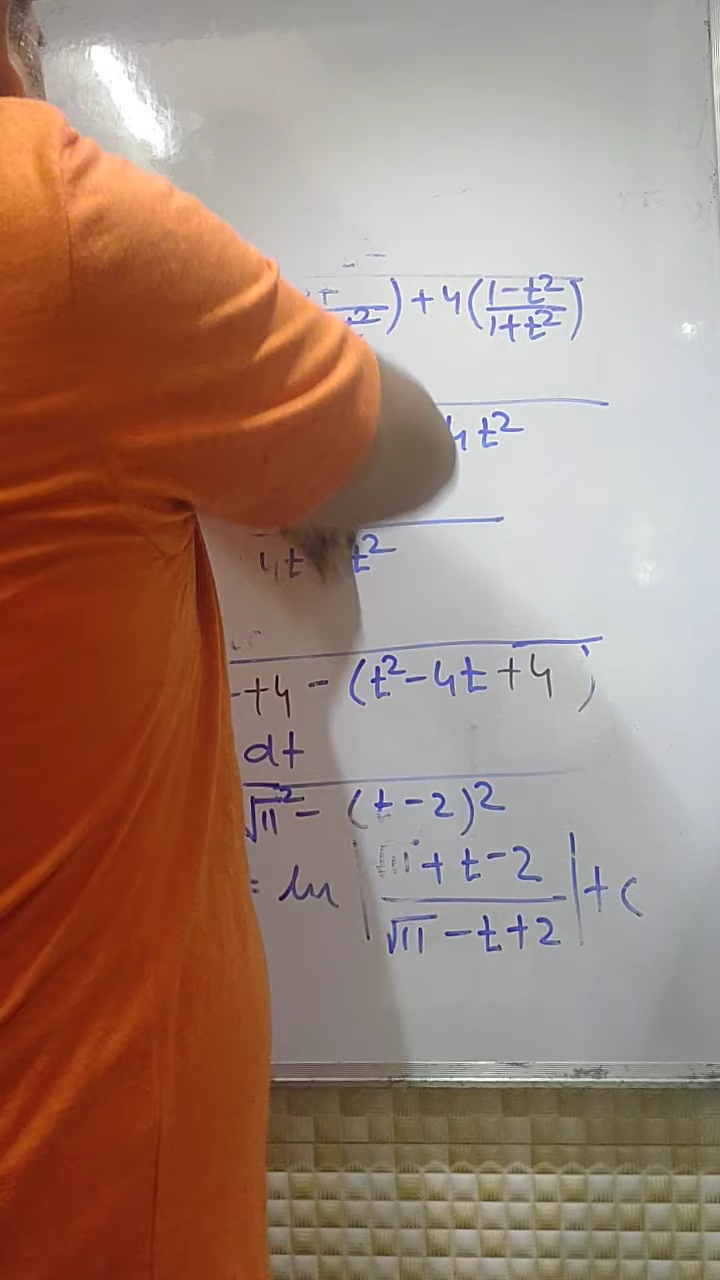 ) + 4 (1-t²/1+t²)
4t²
4t t²
+4 - (t²-4t+4)
dt
√11² - (t-2)²
= ln |√11 + t-2/√11 - t+2| + c